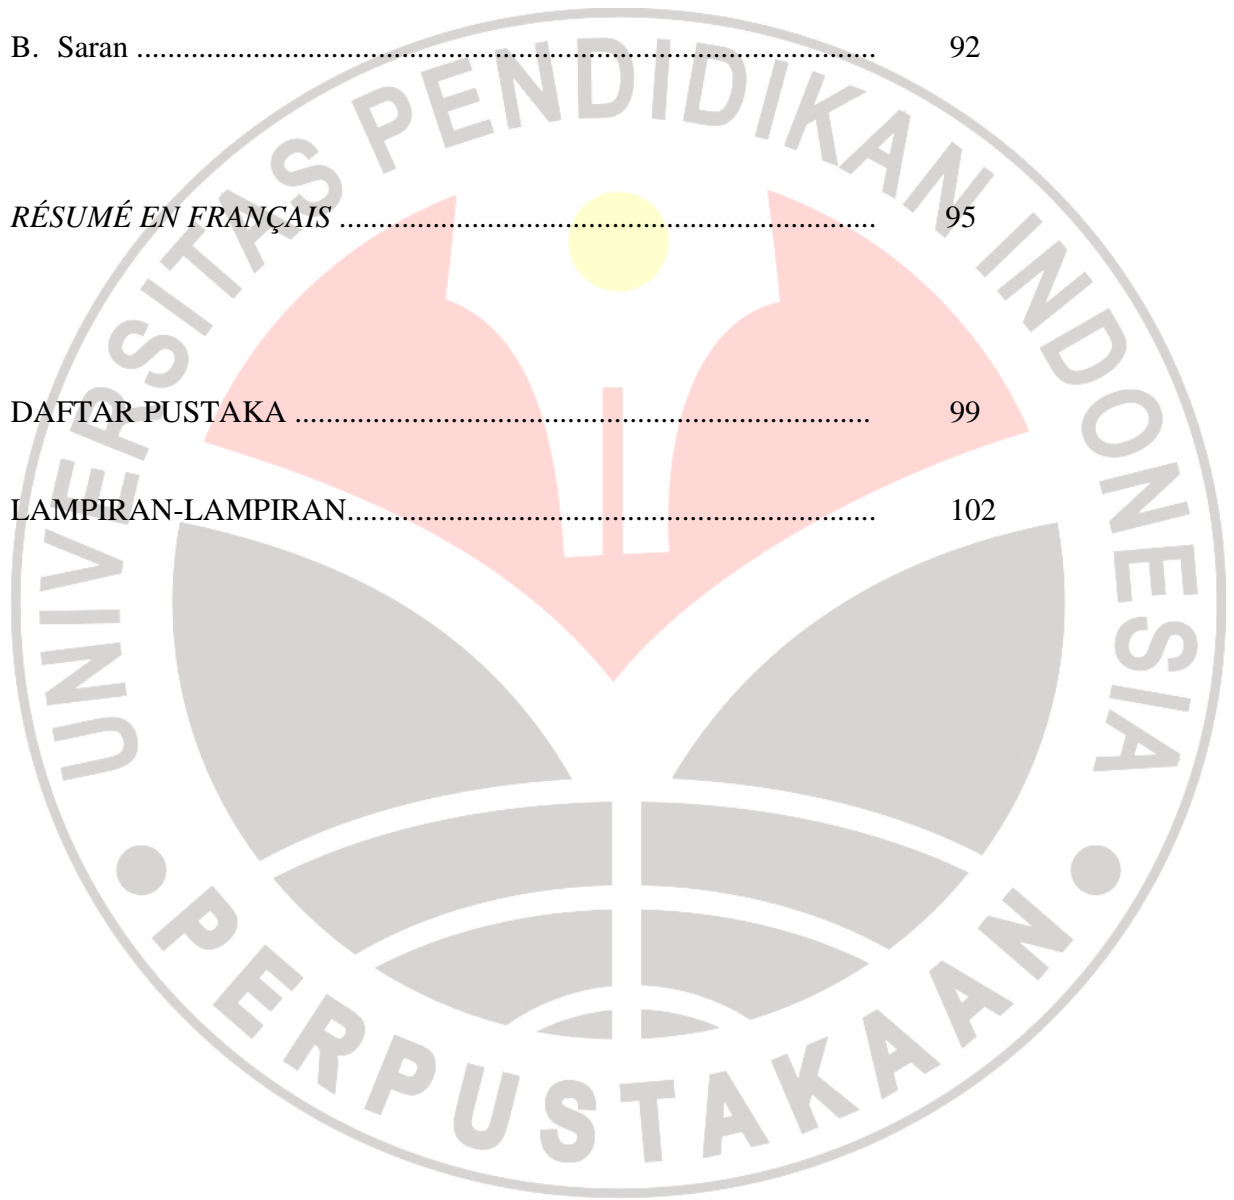 B. Saran ............................................................................... 92
RÉSUMÉ EN FRANÇAIS ......................................................... 95
DAFTAR PUSTAKA ............................................................. 99
LAMPIRAN-LAMPIRAN........................................................ 102
UNIVERSITAS PENDIDIKAN INDONESIA
PERPUSTAKAAN